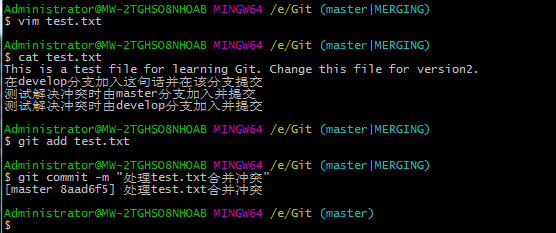 Administrator@MW-2TGHSO8NHOAB MINGW64 /e/Git (master|MERGING)
$ vim test.txt
Administrator@MW-2TGHSO8NHOAB MINGW64 /e/Git (master|MERGING)
$ cat test.txt
This is a test file for learning Git. Change this file for version2.
在develop分支加入这句话并在该分支提交
测试解决冲突时由master分支加入并提交
测试解决冲突时由develop分支加入并提交
Administrator@MW-2TGHSO8NHOAB MINGW64 /e/Git (master|MERGING)
$ git add test.txt
Administrator@MW-2TGHSO8NHOAB MINGW64 /e/Git (master|MERGING)
$ git commit -m "处理test.txt合并冲突"
[master 8aad6f5] 处理test.txt合并冲突
Administrator@MW-2TGHSO8NHOAB MINGW64 /e/Git (master)
$